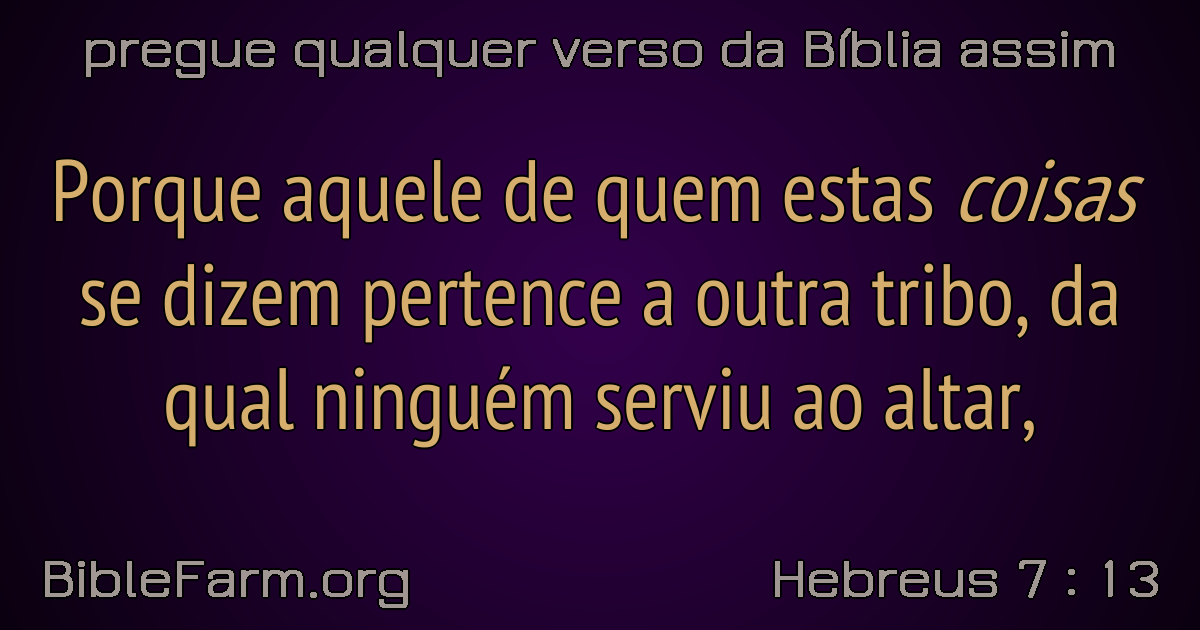 pregue qualquer verso da Bíblia assim
Porque aquele de quem estas coisas
se dizem pertence a outra tribo, da
qual ninguém serviu ao altar,
BibleFarm.org
Hebreus 7 : 13